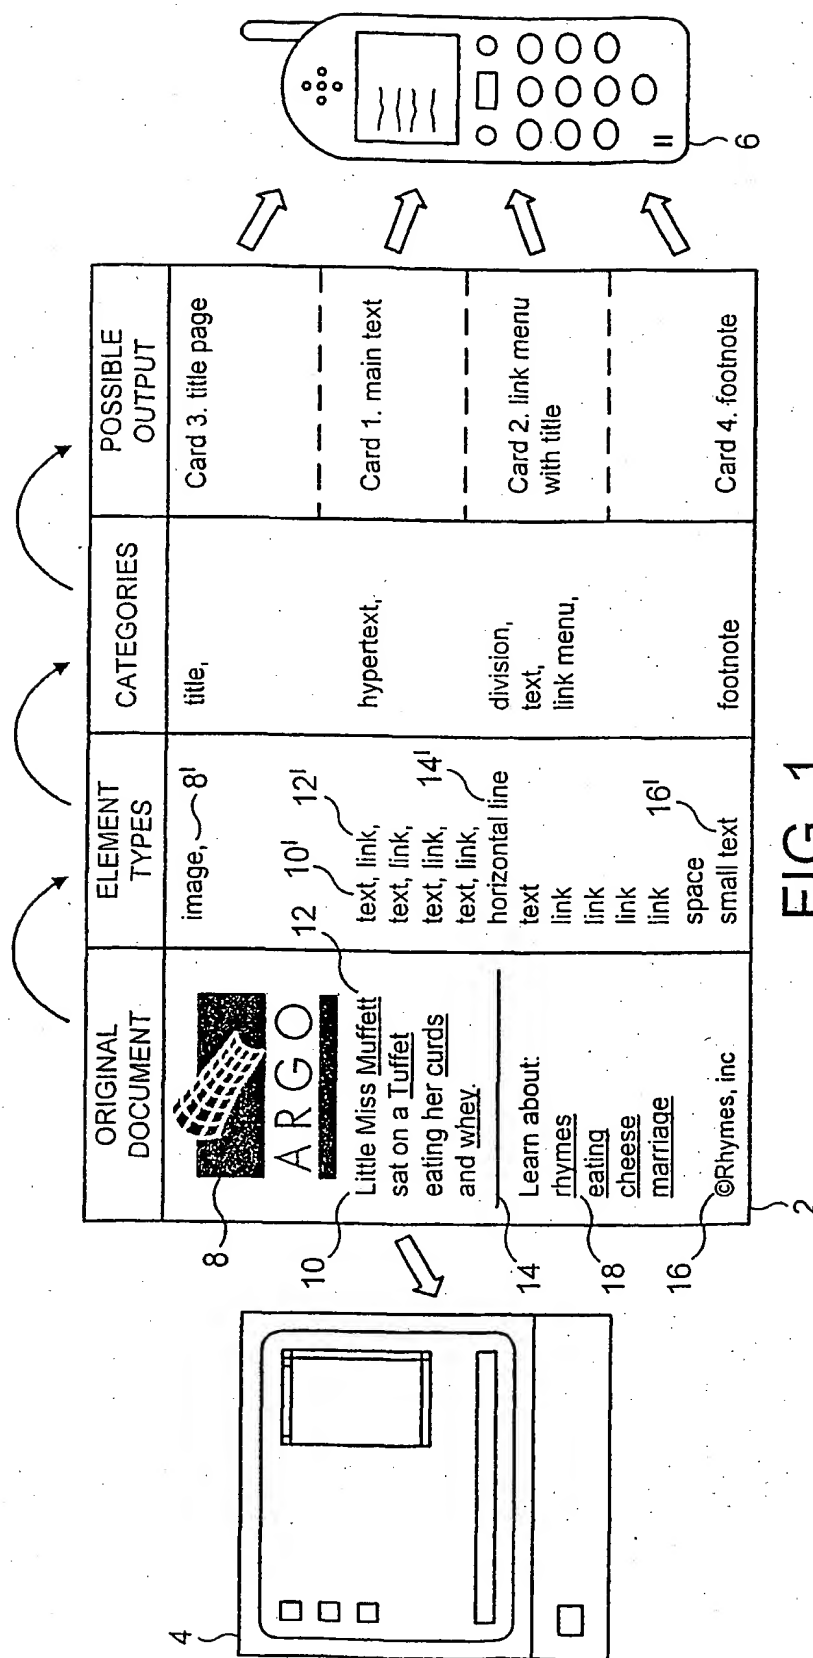 ORIGINAL
DOCUMENT
ELEMENT
TYPES
CATEGORIES
POSSIBLE
OUTPUT
8
ARGO
image,
8'
title,
Card 3. title page
10
12
10'
12'
Little Miss Muffett
sat on a Tuffet
eating her curds
and whey.
text, link,
text, link,
text, link,
text, link,
hypertext,
Card 1. main text
14
14'
horizontal line
Learn about:
rhymes
eating
cheese
marriage
18
text
link
link
link
link
division,
text,
link menu,
Card 2. link menu
with title
16
©Rhymes, inc
space
small text
16'
footnote
Card 4. footnote
2
4
6
FIG. 1